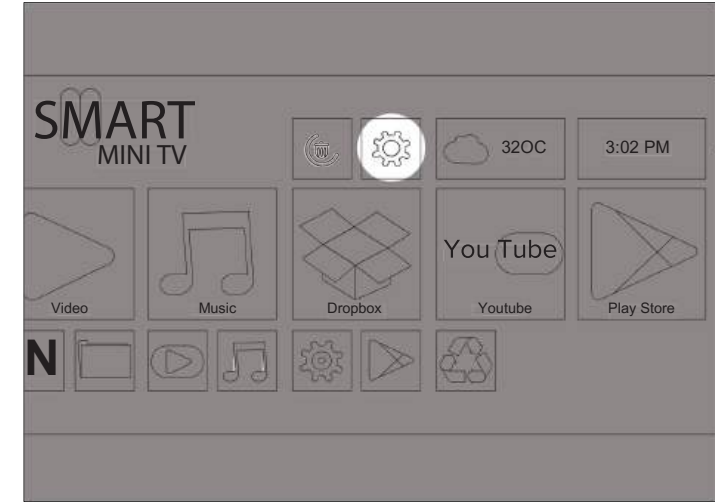 SMART
MINI TV
32OC
3:02 PM
You Tube
Video
Music
Dropbox
Youtube
Play Store
N